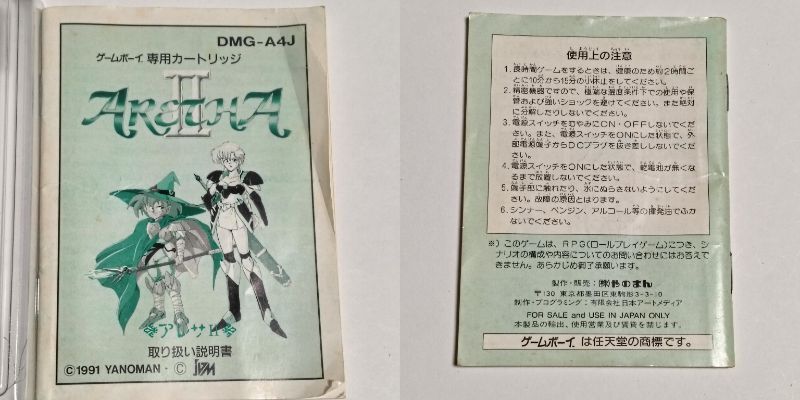 DMG-A4J
ゲームボーイ専用カートリッジ
ARETHA
II
アレサII
取り扱い説明書
©1991 YANOMAN・© JAM
使用上の注意
1. 長時間ゲームをするときは、健康のため約2時間ご
とに10分から15分の小休止をしてください。
2. 精密機器ですので、極端な温度条件下での使用や保
管および強いショックを避けてください。また絶対
に分解したりしないでください。
3. 電源スイッチをむやみにON・OFFしないでくだ
さい。また、電源スイッチをONにした状態で、外
部電源端子からDCプラグを抜き差ししないでくだ
さい。
4. 電源スイッチをONにした状態で、乾電池が無くな
るまで放置しないでください。
5. 端子部に触れたり、水にぬらさないようにしてくだ
さい。故障の原因となります。
6. シンナー、ベンジン、アルコール等の揮発油でふか
ないでください。
※)このゲームは、RPG(ロールプレイゲーム)につき、シ
ナリオの構成や内容についてのお問い合わせにはお答えで
きません。あらかじめ御了承願います。
製作・販売:㈱やのまん
〒130 東京都墨田区東駒形3-3-10
制作・プログラミング:有限会社日本アートメディア
FOR SALE and USE IN JAPAN ONLY
本製品の輸出、使用営業及び賃貸を禁じます。
ゲームボーイは任天堂の商標です。